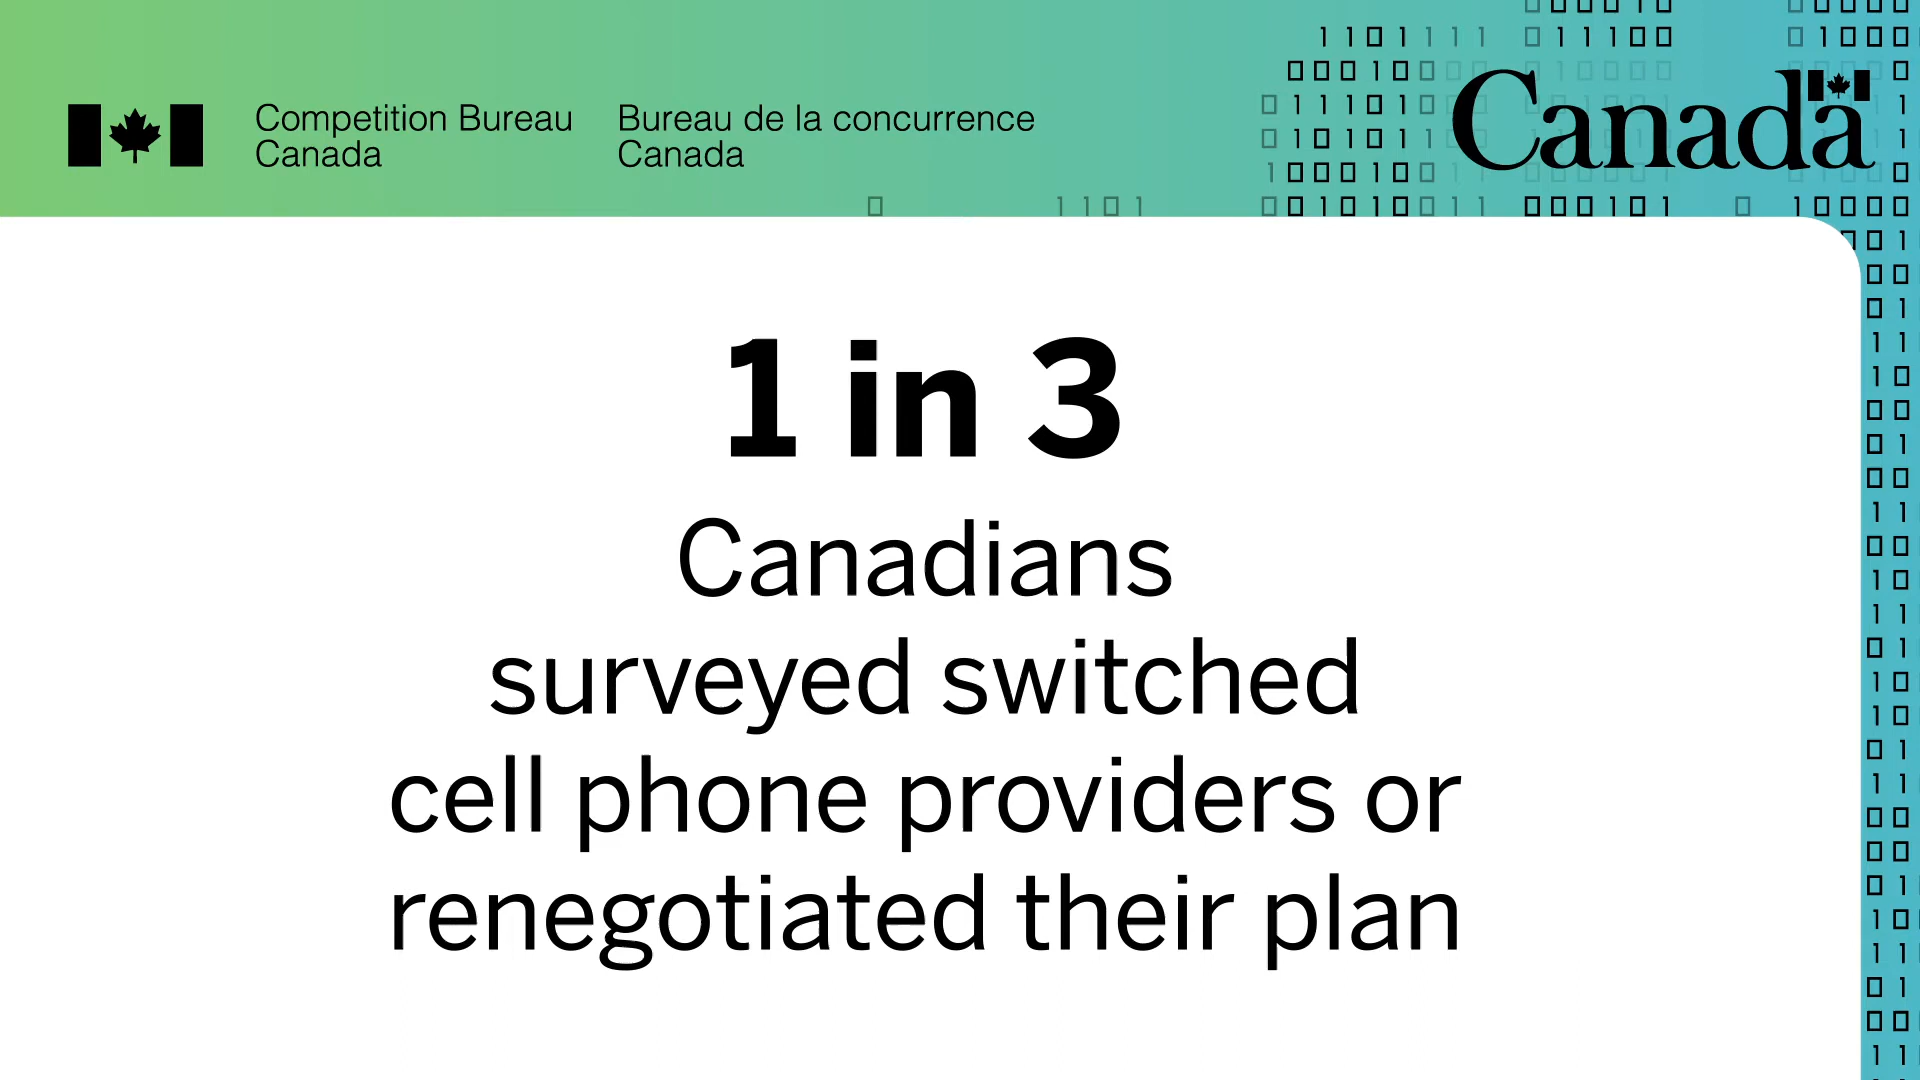 Competition Bureau
Canada
Bureau de la concurrence
Canada
Canada
1 in 3
Canadians
surveyed switched
cell phone providers or
renegotiated their plan